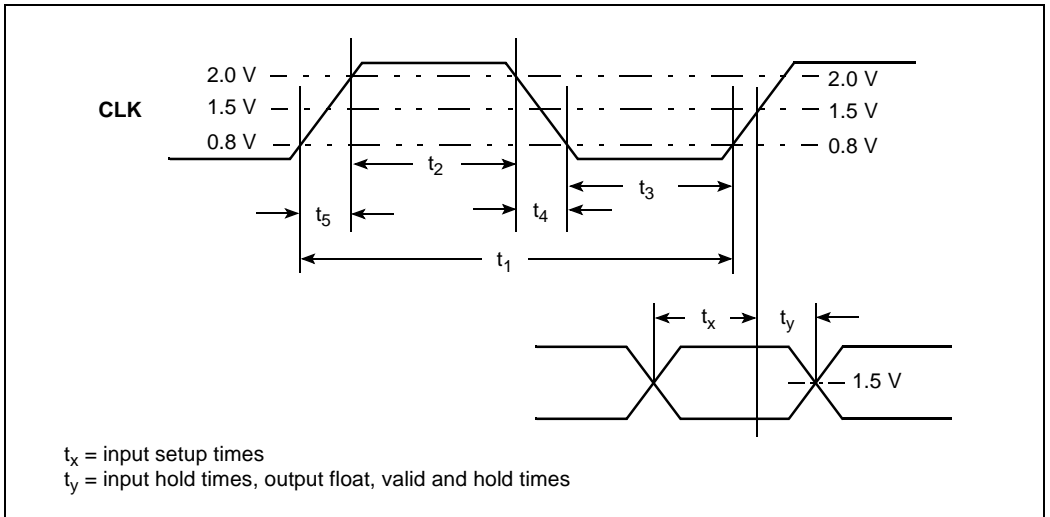 2.0 V
2.0 V
CLK
1.5 V
1.5 V
0.8 V
0.8 V
t2
t3
t5
t4
t1
tx
ty
1.5 V
tx = input setup times
ty = input hold times, output float, valid and hold times